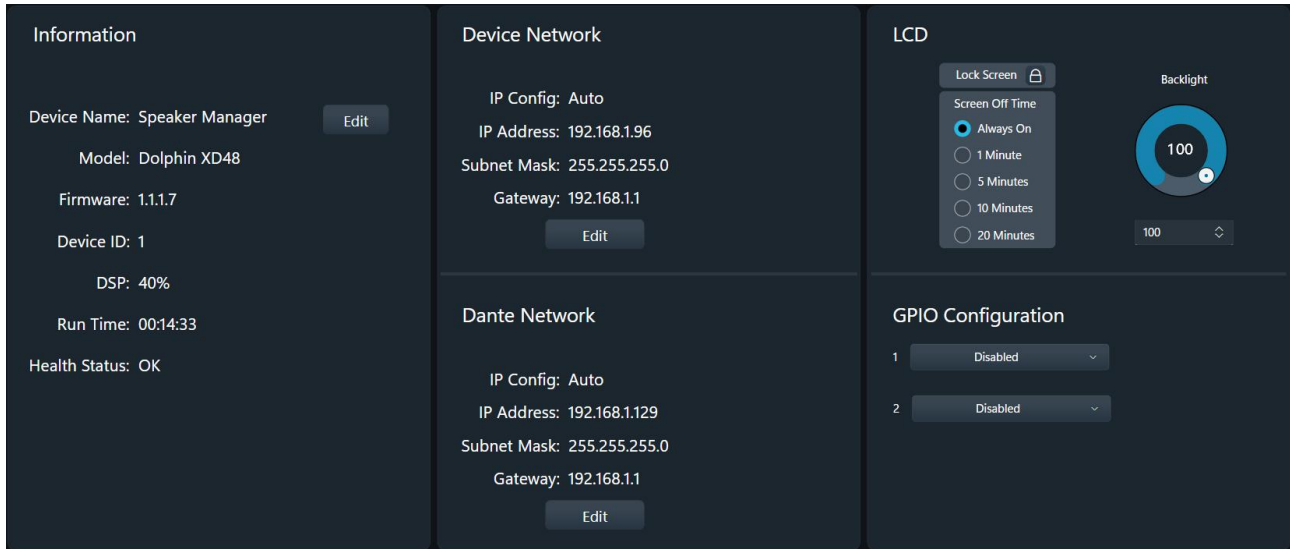 Information
Device Name: Speaker Manager
Edit
Model: Dolphin XD48
Firmware: 1.1.1.7
Device ID: 1
DSP: 40%
Run Time: 00:14:33
Health Status: OK
Device Network
IP Config: Auto
IP Address: 192.168.1.96
Subnet Mask: 255.255.255.0
Gateway: 192.168.1.1
Edit
Dante Network
IP Config: Auto
IP Address: 192.168.1.129
Subnet Mask: 255.255.255.0
Gateway: 192.168.1.1
Edit
LCD
Lock Screen
Screen Off Time
Always On
1 Minute
5 Minutes
10 Minutes
20 Minutes
Backlight
100
100
GPIO Configuration
1 Disabled
2 Disabled